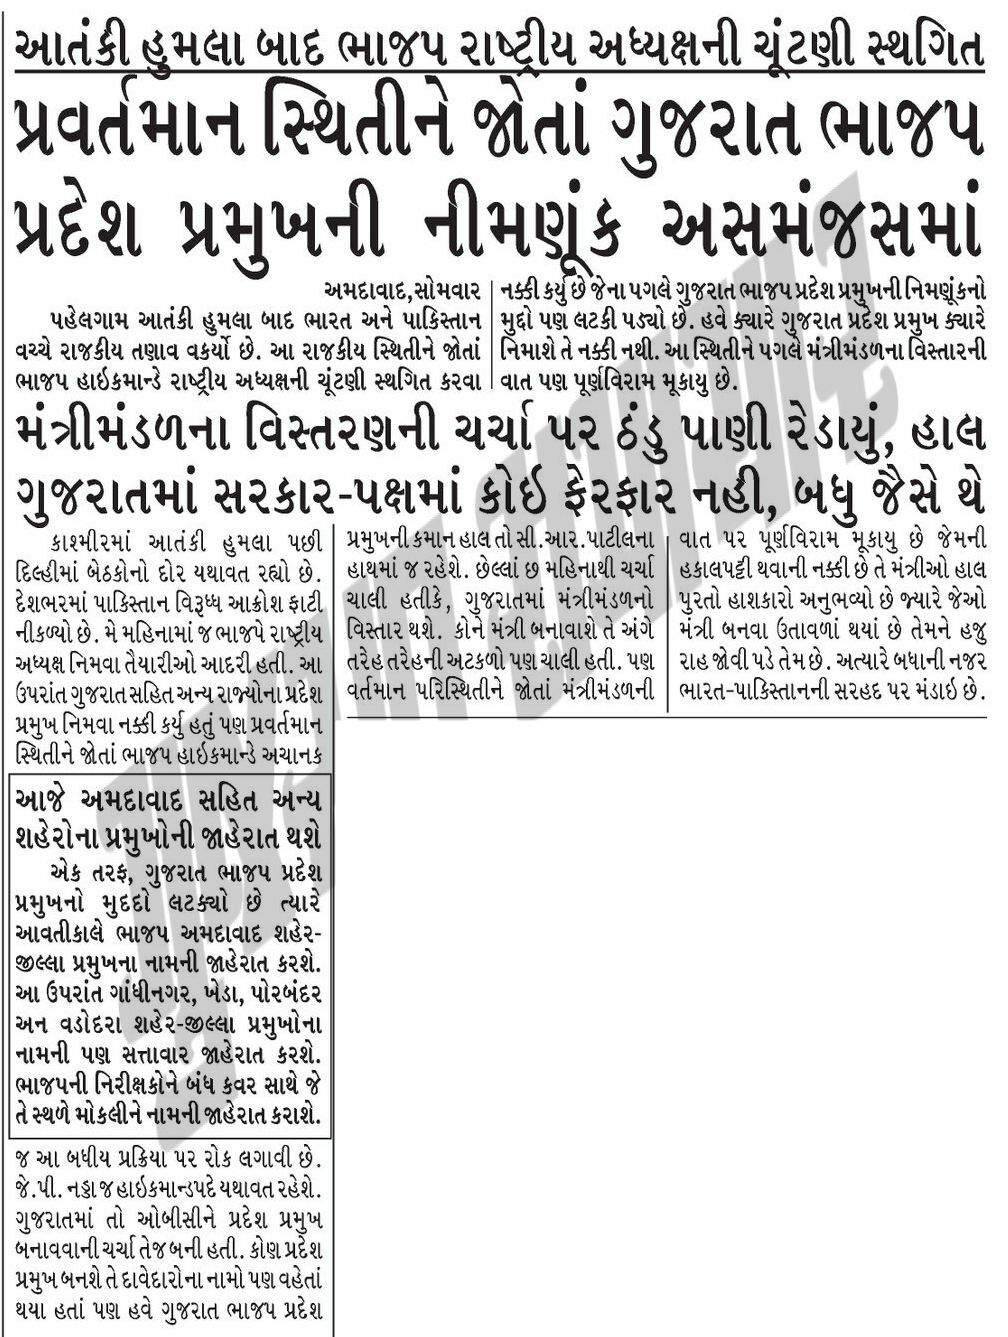 આતંકી હુમલા બાદ ભાજપ રાષ્ટ્રીય અધ્યક્ષની ચૂંટણી સ્થગિત
પ્રવર્તમાન સ્થિતીને જોતાં ગુજરાત ભાજપ
પ્રદેશ પ્રમુખની નીમણૂંક અસમંજસમાં
અમદાવાદ,સોમવાર
પહેલગામ આતંકી હુમલા બાદ ભારત અને પાકિસ્તાન
વચ્ચે રાજકીય તણાવ વકર્યો છે. આ રાજકીય સ્થિતીને જોતાં
ભાજપ હાઇકમાન્ડે રાષ્ટ્રીય અધ્યક્ષની ચૂંટણી સ્થગિત કરવા
નક્કી કર્યુ છે જેના પગલે ગુજરાત ભાજપ પ્રદેશ પ્રમુખની નિમણૂંકનો
મુદ્દો પણ લટકી પડ્યો છે. હવે ક્યારે ગુજરાત પ્રદેશ પ્રમુખ ક્યારે
નિમાશે તે નક્કી નથી. આ સ્થિતીને પગલે મંત્રીમંડળના વિસ્તારની
વાત પણ પૂર્ણવિરામ મૂકાયુ છે.
મંત્રીમંડળના વિસ્તરણની ચર્ચા પર ઠંડુ પાણી રેડાયું, હાલ
ગુજરાતમાં સરકાર-પક્ષમાં કોઇ ફેરફાર નહી, બધુ જૈસે થે
કાશ્મીરમાં આતંકી હુમલા પછી
દિલ્હીમાં બેઠકોનો દોર યથાવત રહ્યો છે.
દેશભરમાં પાકિસ્તાન વિરૂધ્ધ આક્રોશ ફાટી
નીકળ્યો છે. મે મહિનામાં જ ભાજપે રાષ્ટ્રીય
અધ્યક્ષ નિમવા તૈયારીઓ આદરી હતી. આ
ઉપરાંત ગુજરાત સહિત અન્ય રાજ્યોના પ્રદેશ
પ્રમુખ નિમવા નક્કી કર્યુ હતું પણ પ્રવર્તમાન
સ્થિતીને જોતાં ભાજપ હાઇકમાન્ડે અચાનક
આજે અમદાવાદ સહિત અન્ય
શહેરોના પ્રમુખોની જાહેરાત થશે
એક તરફ, ગુજરાત ભાજપ પ્રદેશ
પ્રમુખનો મુદદો લટક્યો છે ત્યારે
આવતીકાલે ભાજપ અમદાવાદ શહેર-
જીલ્લા પ્રમુખના નામની જાહેરાત કરશે.
આ ઉપરાંત ગાંધીનગર, ખેડા, પોરબંદર
અન વડોદરા શહેર-જીલ્લા પ્રમુખોના
નામની પણ સત્તાવાર જાહેરાત કરશે.
ભાજપની નિરીક્ષકોને બંધ કવર સાથે જે
તે સ્થળે મોકલીને નામની જાહેરાત કરાશે.
જ આ બધીય પ્રક્રિયા પર રોક લગાવી છે.
જે.પી. નડ્ડા જ હાઇકમાન્ડપદે યથાવત રહેશે.
ગુજરાતમાં તો ઓબીસીને પ્રદેશ પ્રમુખ
બનાવવાની ચર્ચા તેજ બની હતી. કોણ પ્રદેશ
પ્રમુખ બનશે તે દાવેદારોના નામો પણ વહેતાં
થયા હતાં પણ હવે ગુજરાત ભાજપ પ્રદેશ
પ્રમુખની કમાન હાલ તો સી.આર.પાટીલના
હાથમાં જ રહેશે. છેલ્લાં છ મહિનાથી ચર્ચા
ચાલી હતીકે, ગુજરાતમાં મંત્રીમંડળનો
વિસ્તાર થશે. કોને મંત્રી બનાવાશે તે અંગે
તરેહ તરેહની અટકળો પણ ચાલી હતી. પણ
વર્તમાન પરિસ્થિતીને જોતાં મંત્રીમંડળની
વાત પર પૂર્ણવિરામ મૂકાયુ છે જેમની
હકાલપટ્ટી થવાની નક્કી છે તે મંત્રીઓ હાલ
પુરતો હાશકારો અનુભવ્યો છે જ્યારે જેઓ
મંત્રી બનવા ઉતાવળાં થયાં છે તેમને હજુ
રાહ જોવી પડે તેમ છે. અત્યારે બધાની નજર
ભારત-પાકિસ્તાનની સરહદ પર મંડાઇ છે.
ગુજરાત સમાચાર